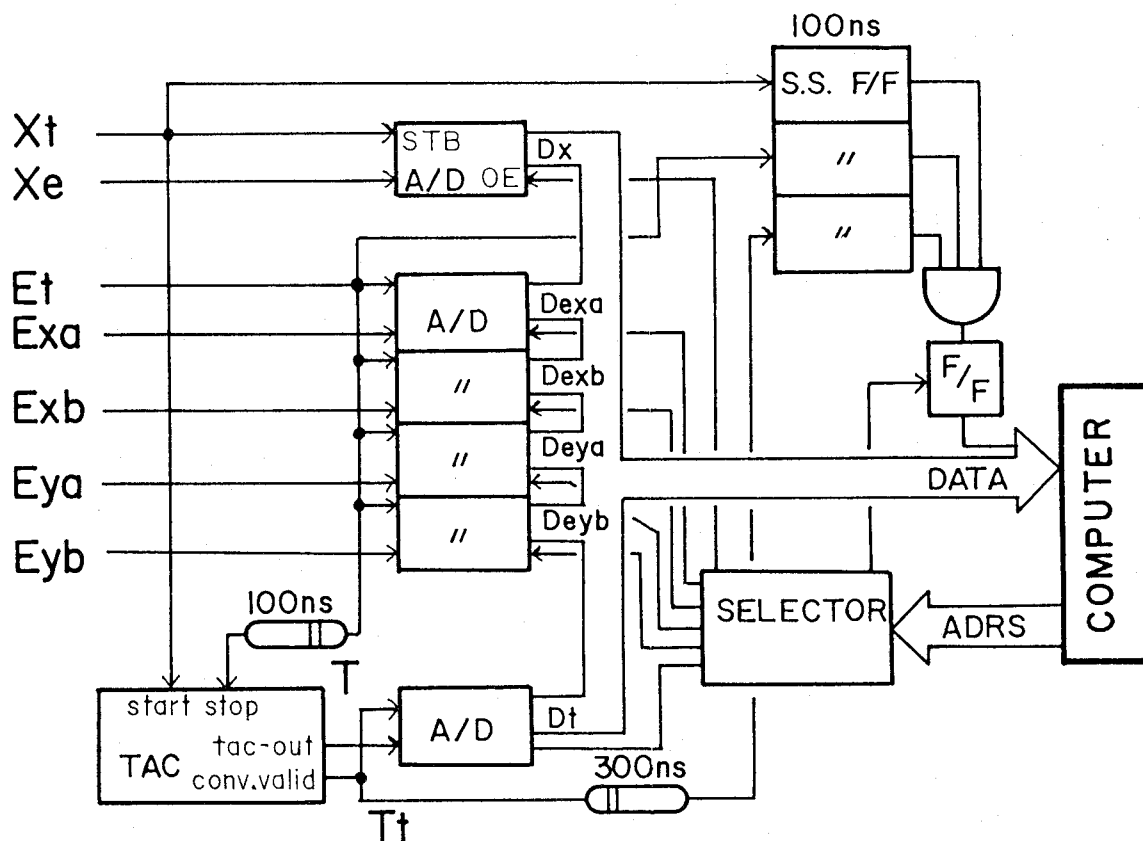 100ns
S.S. F/F
Xt
STB
Dx
〃
Xe
A/D OE
〃
Et
Dexa
Exa
A/D
Dexb
F/F
Exb
〃
Deya
COMPUTER
Eya
〃
DATA
Deyb
Eyb
〃
100ns
SELECTOR
ADRS
T
start stop
Dt
tac-out
A/D
TAC
conv.valid
300ns
Tt